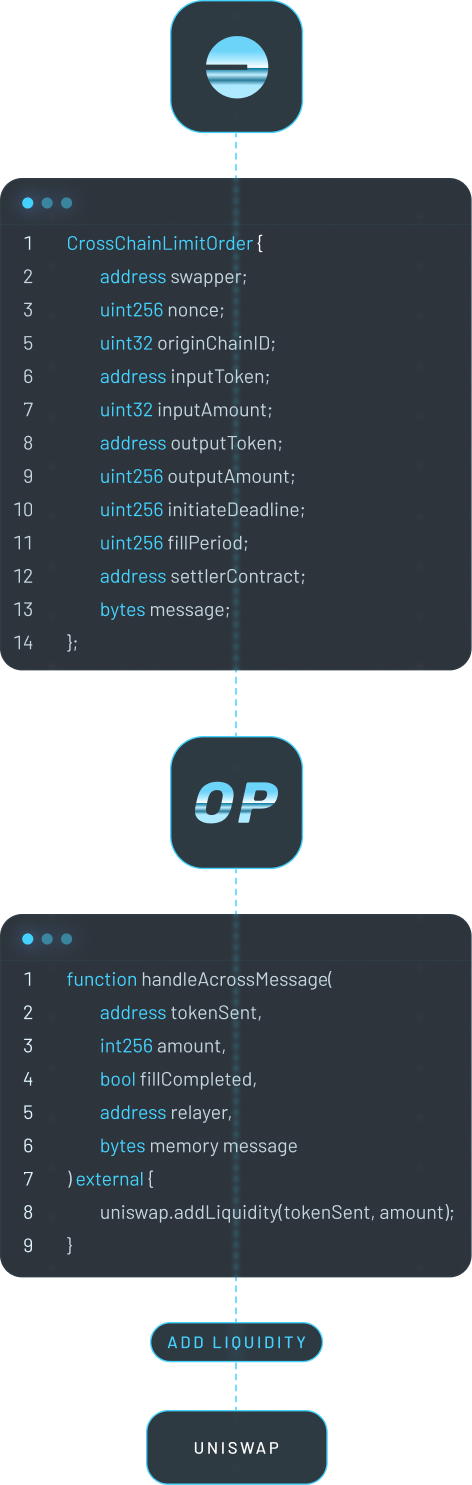 1 CrossChainLimitOrder {
2 address swapper;
3 uint256 nonce;
5 uint32 originChainID;
6 address inputToken;
7 uint32 inputAmount;
8 address outputToken;
9 uint256 outputAmount;
10 uint256 initiateDeadline;
11 uint256 fillPeriod;
12 address settlerContract;
13 bytes message;
14 };
OP
1 function handleAcrossMessage(
2 address tokenSent,
3 int256 amount,
4 bool fillCompleted,
5 address relayer,
6 bytes memory message
7 ) external {
8 uniswap.addLiquidity(tokenSent, amount);
9 }
ADD LIQUIDITY
UNISWAP